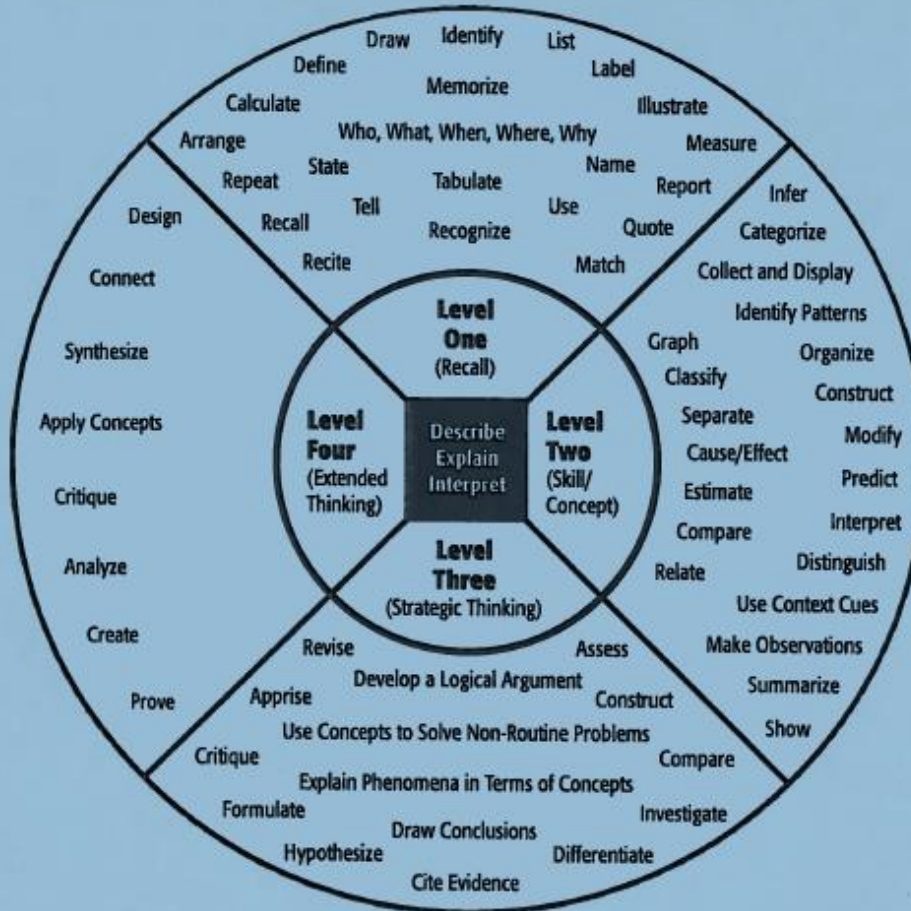 Draw
Identify
List
Define
Label
Memorize
Calculate
Illustrate
Who, What, When, Where, Why
Arrange
Measure
State
Name
Repeat
Tabulate
Report
Tell
Use
Recall
Quote
Recognize
Recite
Match
Level
One
(Recall)
Infer
Categorize
Collect and Display
Identify Patterns
Graph
Organize
Classify
Construct
Separate
Modify
Cause/Effect
Predict
Estimate
Interpret
Compare
Distinguish
Relate
Use Context Cues
Make Observations
Summarize
Show
Level
Two
(Skill/
Concept)
Describe
Explain
Interpret
Level
Three
(Strategic Thinking)
Revise
Assess
Develop a Logical Argument
Apprise
Construct
Use Concepts to Solve Non-Routine Problems
Critique
Compare
Explain Phenomena in Terms of Concepts
Formulate
Investigate
Draw Conclusions
Hypothesize
Differentiate
Cite Evidence
Level
Four
(Extended
Thinking)
Design
Connect
Synthesize
Apply Concepts
Critique
Analyze
Create
Prove